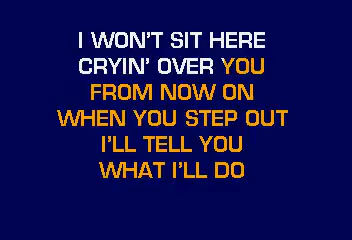 I WON'T SIT HERE
CRYIN' OVER YOU
FROM NOW ON
WHEN YOU STEP OUT
I'LL TELL YOU
WHAT I'LL DO